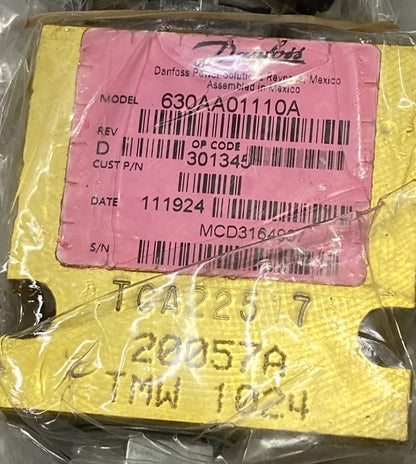 Danfoss
Danfoss Power Solutions Reynosa, Mexico
Assembled in Mexico
MODEL 630AA01110A
REV
D OP CODE
CUST P/N 301345
DATE 111924
MCD316490
S/N
TCA225 7
20057A
TMW 1024